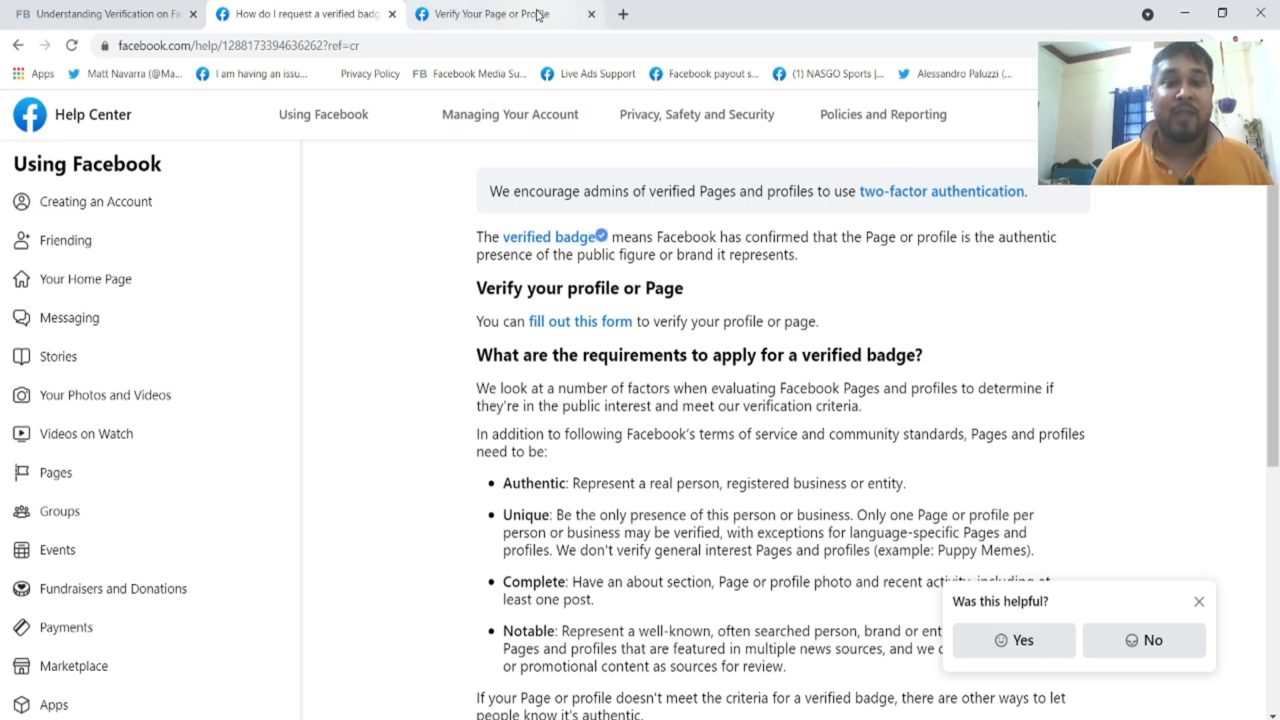 FB Understanding Verification on Fa
How do I request a verified badg
Verify Your Page or Profile
facebook.com/help/1288173394636262?ref=cr
Apps
Matt Navarra (@Ma...
I am having an issu...
Privacy Policy
FB Facebook Media Su...
Live Ads Support
Facebook payout s...
(1) NASGO Sports |...
Alessandro Paluzzi (...
Help Center
Using Facebook
Managing Your Account
Privacy, Safety and Security
Policies and Reporting
Using Facebook
Creating an Account
Friending
Your Home Page
Messaging
Stories
Your Photos and Videos
Videos on Watch
Pages
Groups
Events
Fundraisers and Donations
Payments
Marketplace
Apps
We encourage admins of verified Pages and profiles to use two-factor authentication.
The verified badge means Facebook has confirmed that the Page or profile is the authentic
presence of the public figure or brand it represents.
Verify your profile or Page
You can fill out this form to verify your profile or page.
What are the requirements to apply for a verified badge?
We look at a number of factors when evaluating Facebook Pages and profiles to determine if
they're in the public interest and meet our verification criteria.
In addition to following Facebook's terms of service and community standards, Pages and profiles
need to be:
Authentic: Represent a real person, registered business or entity.
Unique: Be the only presence of this person or business. Only one Page or profile per
person or business may be verified, with exceptions for language-specific Pages and
profiles. We don't verify general interest Pages and profiles (example: Puppy Memes).
Complete: Have an about section, Page or profile photo and recent activity, including at
least one post.
Notable: Represent a well-known, often searched person, brand or ent
Pages and profiles that are featured in multiple news sources, and we
or promotional content as sources for review.
If your Page or profile doesn't meet the criteria for a verified badge, there are other ways to let
people know it's authentic.
Was this helpful?
Yes
No